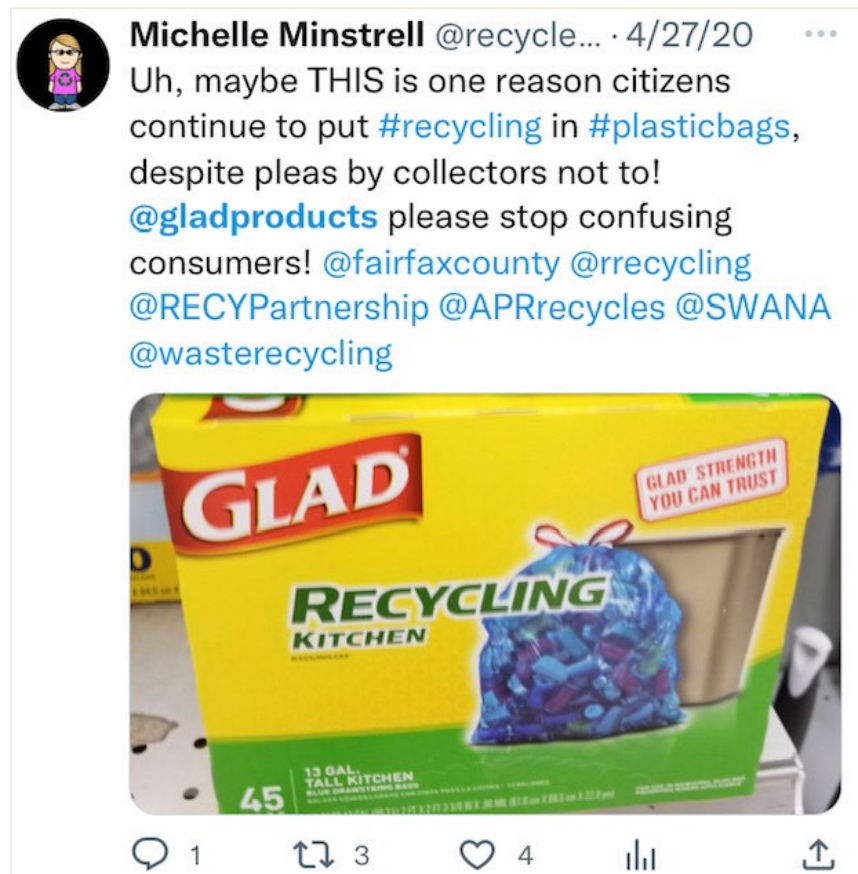 Michelle Minstrell @recycle... · 4/27/20
Uh, maybe THIS is one reason citizens
continue to put #recycling in #plasticbags,
despite pleas by collectors not to!
@gladproducts please stop confusing
consumers! @fairfaxcounty @rrecycling
@RECYPartnership @APRrecycles @SWANA
@wasterecycling
GLAD
GLAD® STRENGTH
YOU CAN TRUST
RECYCLING
KITCHEN
13 GAL.
TALL KITCHEN
BLUE DRAWSTRING BAGS
45
1
3
4